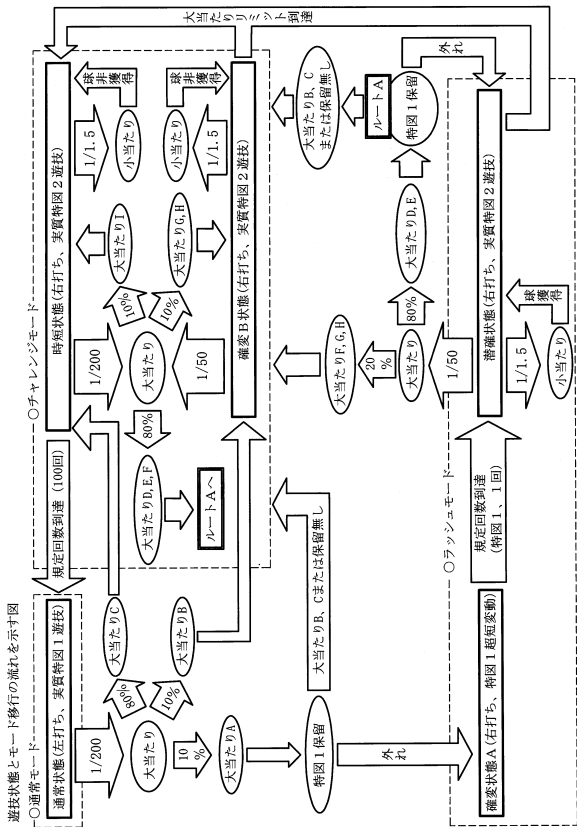 遊技状態とモード移行の流れを示す図
○通常モード
通常状態(左打ち、実質特図1遊技)
1/200
大当たり
80%
大当たりC
10%
大当たりB
10%
大当たりA
特図1保留
大当たりB、Cまたは保留無し
外れ
規定回数到達(100回)
○チャレンジモード
時短状態(右打ち、実質特図2遊技)
1/200
大当たり
80%
大当たりD,E,F
ルートAへ
10%
大当たりI
10%
大当たりG,H
1/50
1/1.5
小当たり
球非獲得
小当たり
1/1.5
球非獲得
確変B状態(右打ち、実質特図2遊技)
大当たりリミット到達
大当たりF,G,H
20%
大当たり
1/50
80%
大当たりD,E
特図1保留
ルートA
大当たりB、C
または保留無し
外れ
○ラッシュモード
確変状態A(右打ち、特図1超短変動)
規定回数到達
(特図1、1回)
潜確状態(右打ち、実質特図2遊技)
1/1.5
小当たり
球獲得